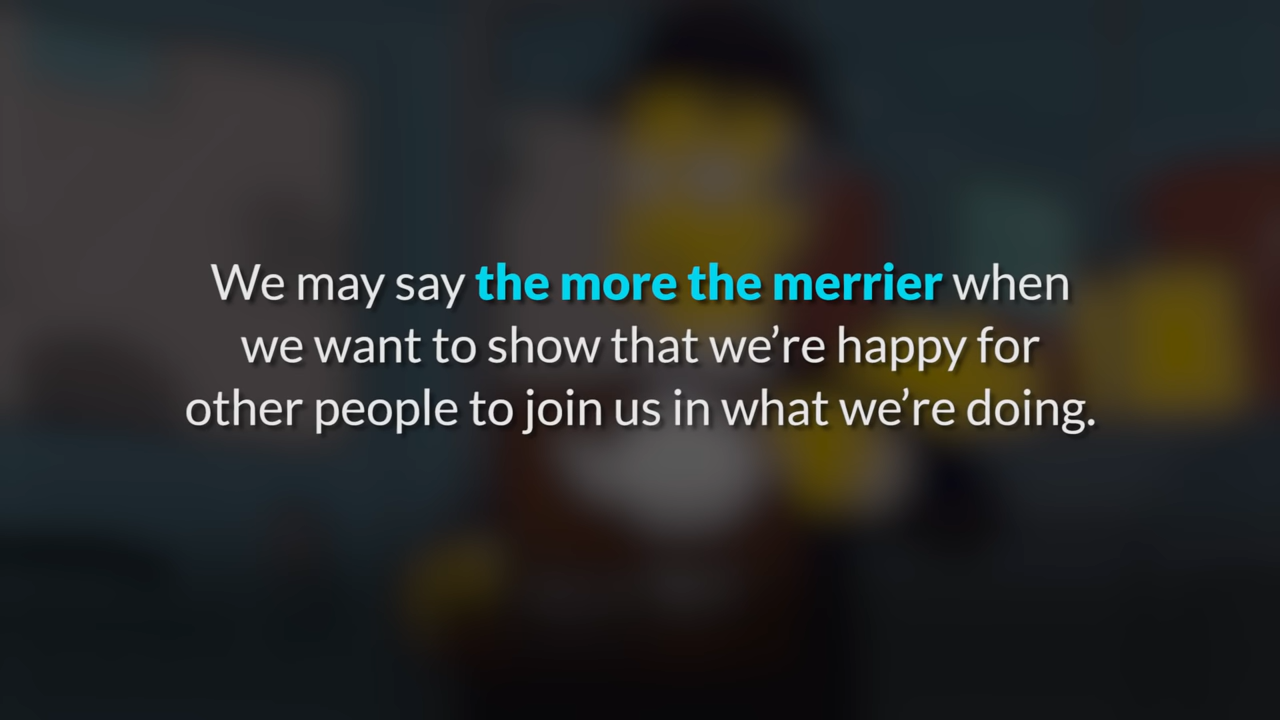 We may say the more the merrier when
we want to show that we’re happy for
other people to join us in what we’re doing.